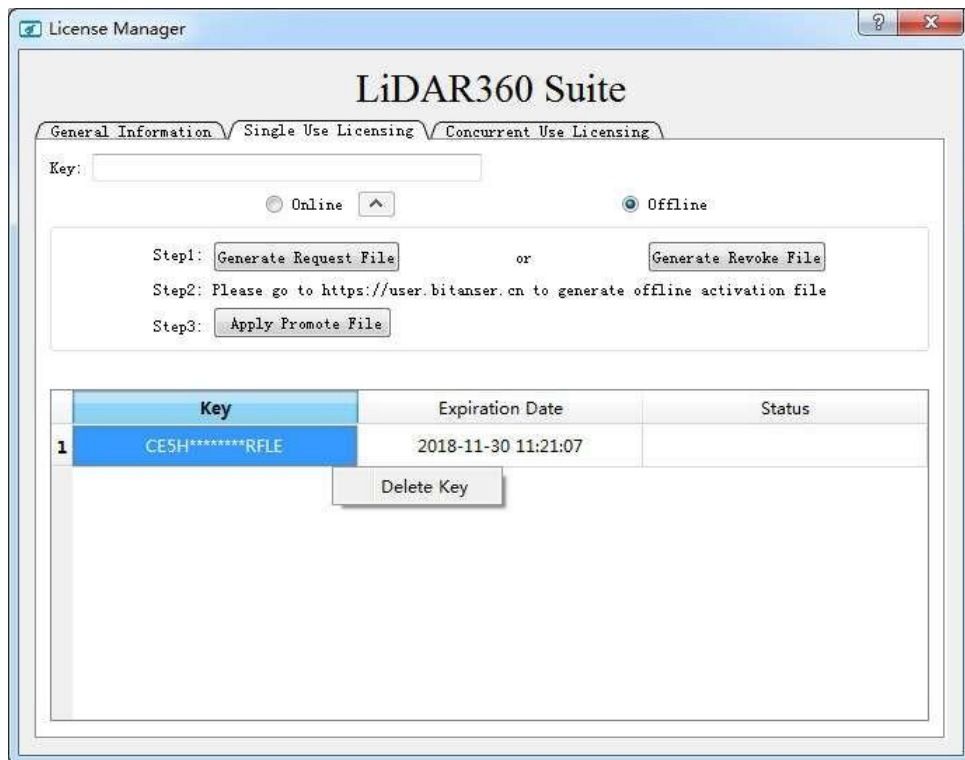 License Manager
LiDAR360 Suite
General Information Single Use Licensing Concurrent Use Licensing
Key:
Online Offline
Step1: Generate Request File or Generate Revoke File
Step2: Please go to https://user.bitanser.cn to generate offline activation file
Step3: Apply Promote File
Key Expiration Date Status
1 CE5H********RFLE 2018-11-30 11:21:07
Delete Key